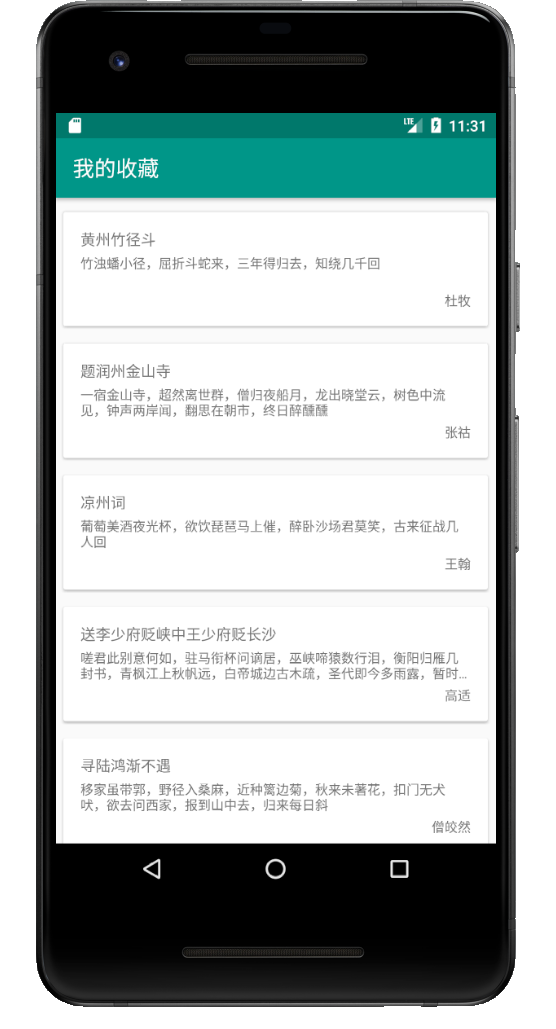 LTE 11:31
我的收藏
黄州竹径斗
竹浊蟠小径，屈折斗蛇来，三年得归去，知绕几千回
杜牧
题润州金山寺
一宿金山寺，超然离世群，僧归夜船月，龙出晓堂云，树色中流
见，钟声两岸闻，翻思在朝市，终日醉醺醺
张祜
凉州词
葡萄美酒夜光杯，欲饮琵琶马上催，醉卧沙场君莫笑，古来征战几
人回
王翰
送李少府贬峡中王少府贬长沙
嗟君此别意何如，驻马衔杯问谪居，巫峡啼猿数行泪，衡阳归雁几
封书，青枫江上秋帆远，白帝城边古木疏，圣代即今多雨露，暂时...
高适
寻陆鸿渐不遇
移家虽带郭，野径入桑麻，近种篱边菊，秋来未著花，扣门无犬
吠，欲去问西家，报到山中去，归来每日斜
僧皎然